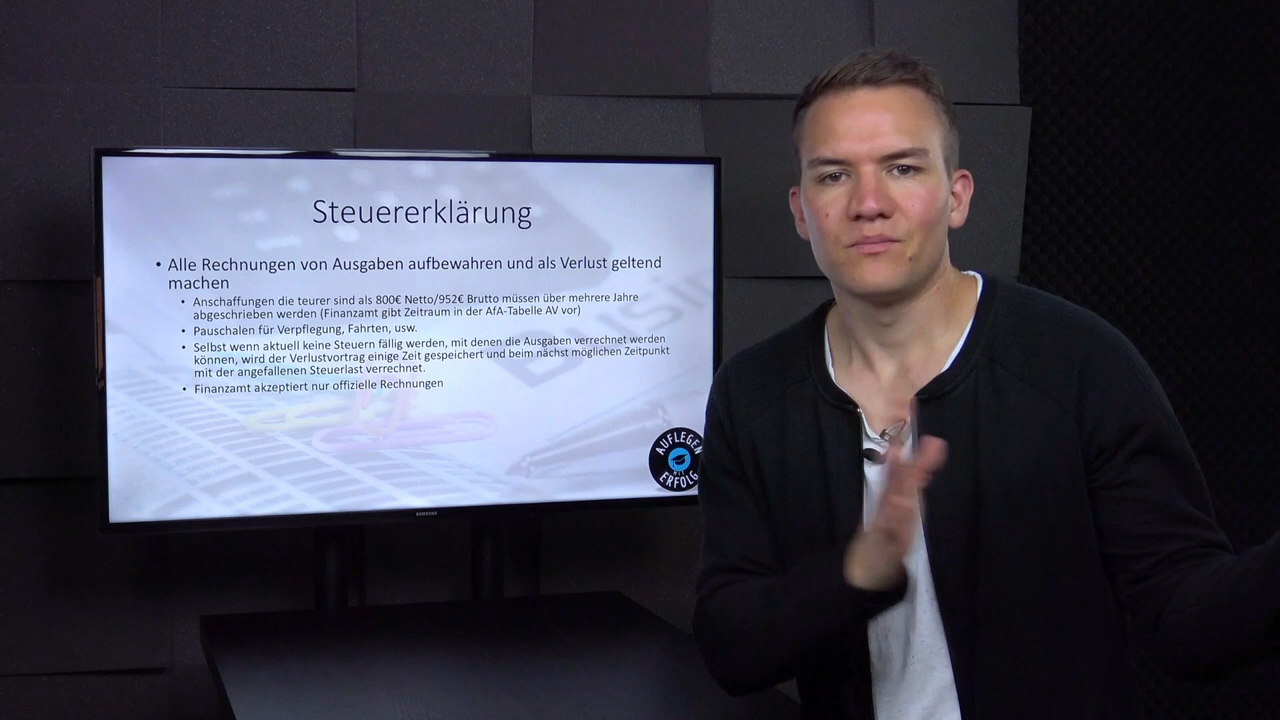 Steuererklärung
• Alle Rechnungen von Ausgaben aufbewahren und als Verlust geltend
machen
• Anschaffungen die teurer sind als 800€ Netto/952€ Brutto müssen über mehrere Jahre
abgeschrieben werden (Finanzamt gibt Zeitraum in der AfA-Tabelle AV vor)
• Pauschalen für Verpflegung, Fahrten, usw.
• Selbst wenn aktuell keine Steuern fällig werden, mit denen die Ausgaben verrechnet werden
können, wird der Verlustvortrag einige Zeit gespeichert und beim nächst möglichen Zeitpunkt
mit der angefallenen Steuerlast verrechnet.
• Finanzamt akzeptiert nur offizielle Rechnungen
AUFLEGEN
MIT
ERFOLG
SAMSUNG